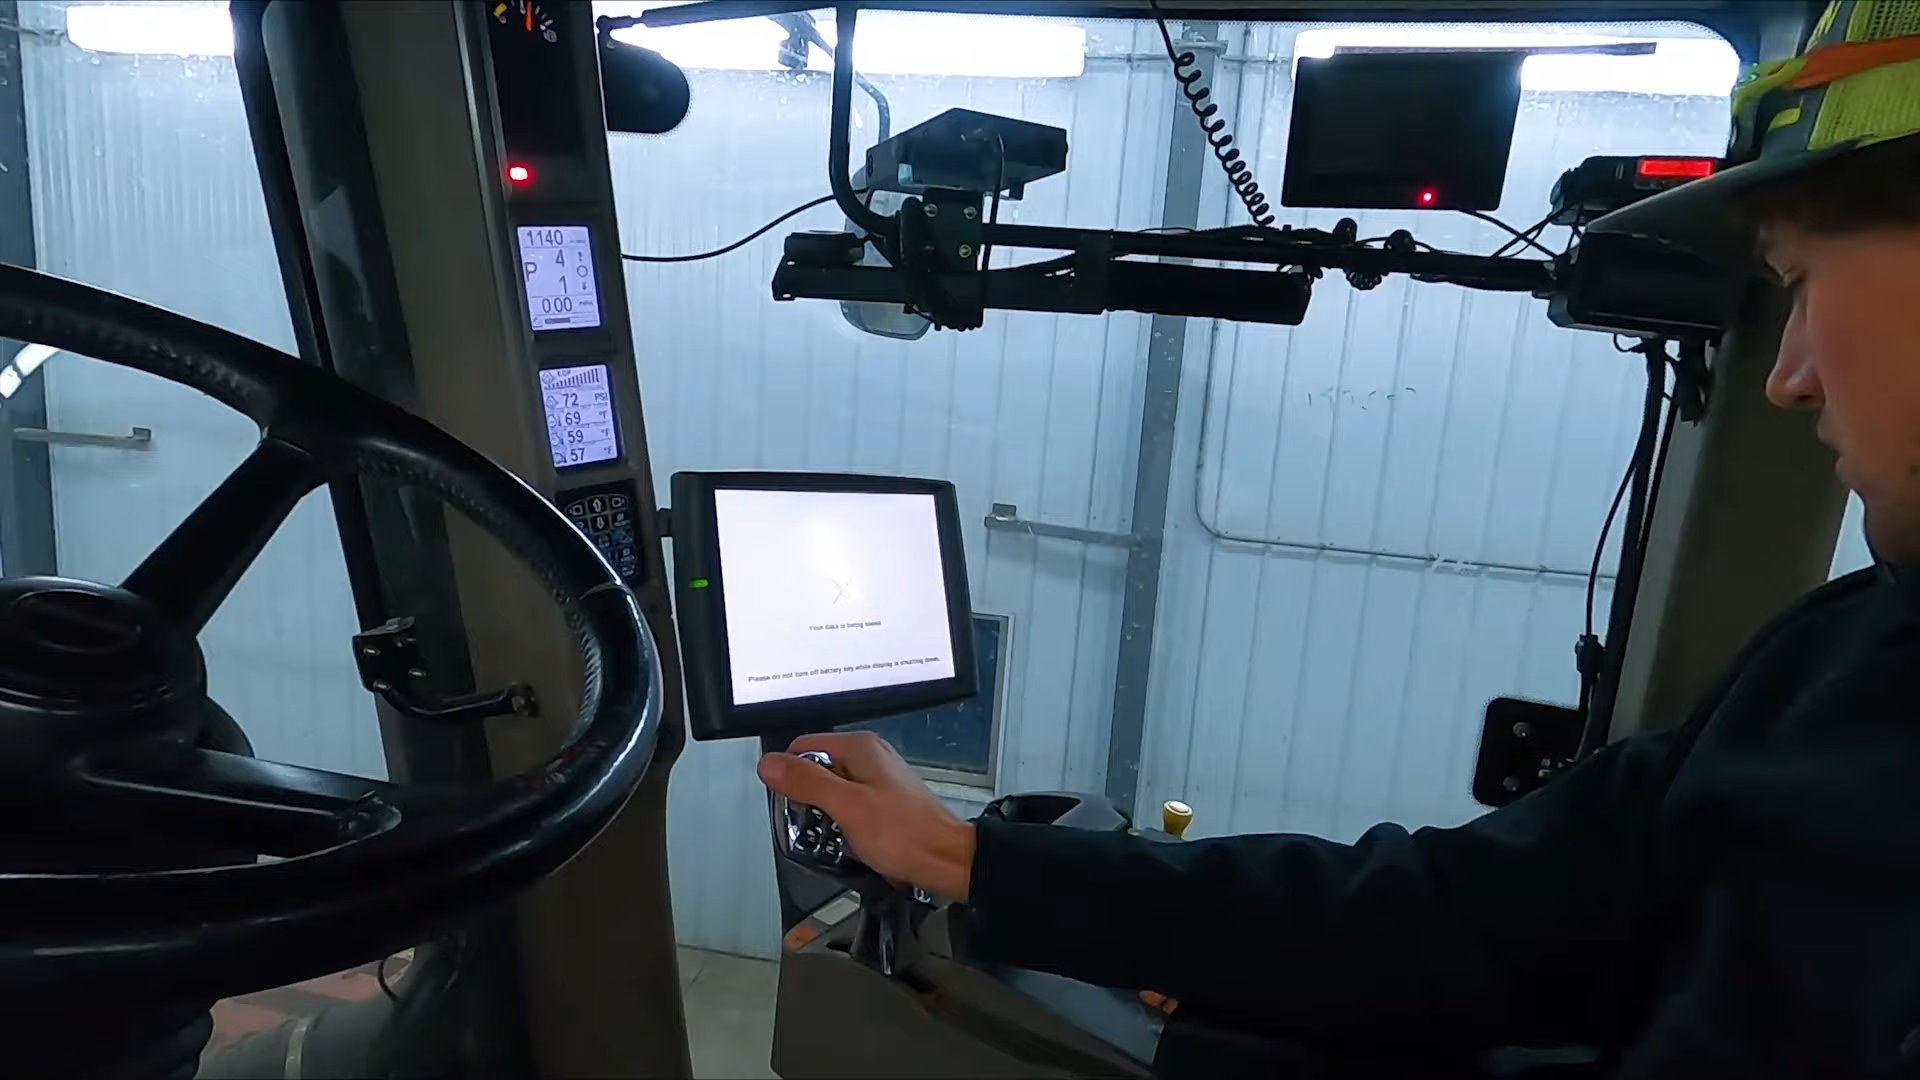 1140
4
P
1
0.00
72 PSI
69 °F
59 °F
57 °F
Your data is being saved
Please do not turn off battery key while display is shutting down.